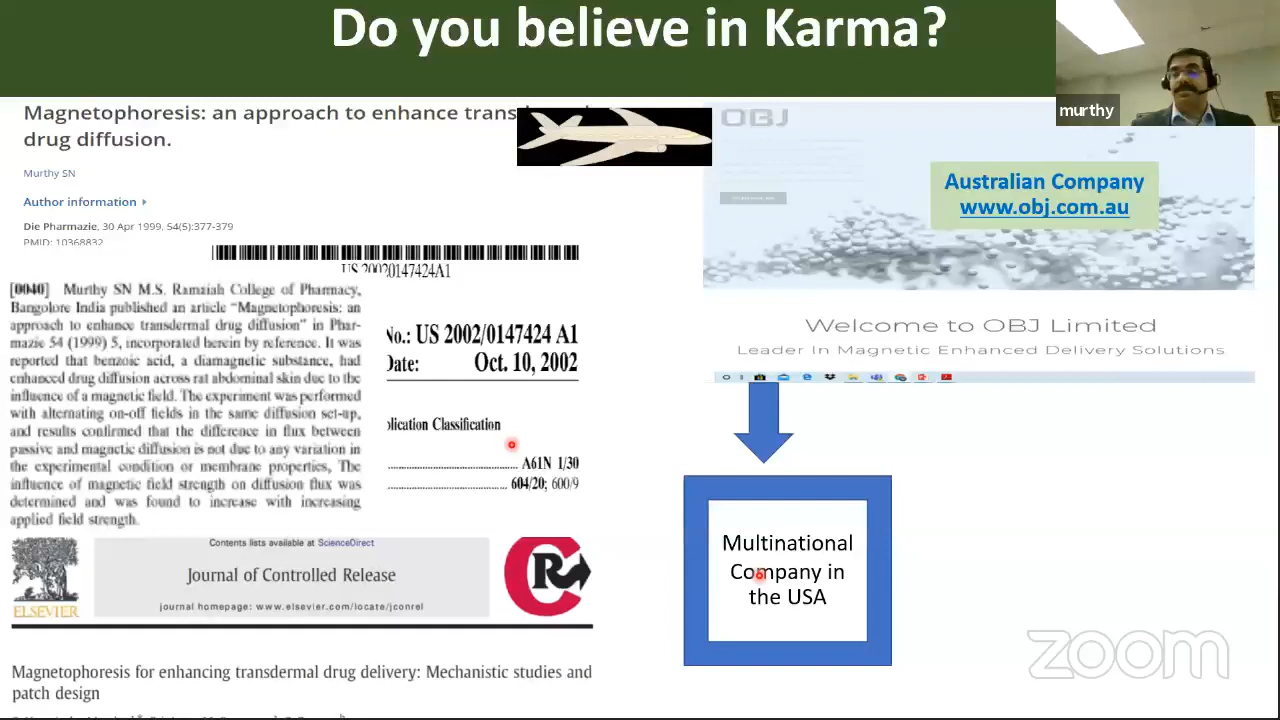 Do you believe in Karma?
murthy
Magnetophoresis: an approach to enhance trans
drug diffusion.
Murthy SN
Author information
Die Pharmazie, 30 Apr 1999, 54(5):377-379
PMID: 10368832
US 20020147424A1
[0040] Murthy SN M.S. Ramaiah College of Pharmacy,
Bangolore India published an article "Magnetophoresis: an
approach to enhance transdermal drug diffusion" in Phar-
mazie 54 (1999) 5, incorporated herein by reference. It was
reported that benzoic acid, a diamagnetic substance, had
enhanced drug diffusion across rat abdominal skin due to the
influence of a magnetic field. The experiment was performed
with alternating on-off fields in the same diffusion set-up,
and results confirmed that the difference in flux between
passive and magnetic diffusion is not due to any variation in
the experimental condition or membrane properties, The
influence of magnetic field strength on diffusion flux was
determined and was found to increase with increasing
applied field strength.
No.: US 2002/0147424 A1
Date: Oct. 10, 2002
lication Classification
A61N 1/30
604/20; 600/9
Contents lists available at ScienceDirect
Journal of Controlled Release
journal homepage: www.elsevier.com/locate/jconrel
ELSEVIER
CR
Magnetophoresis for enhancing transdermal drug delivery: Mechanistic studies and
patch design
OBJ
Australian Company
www.obj.com.au
Welcome to OBJ Limited
Leader In Magnetic Enhanced Delivery Solutions.
Multinational
Company in
the USA
zoom